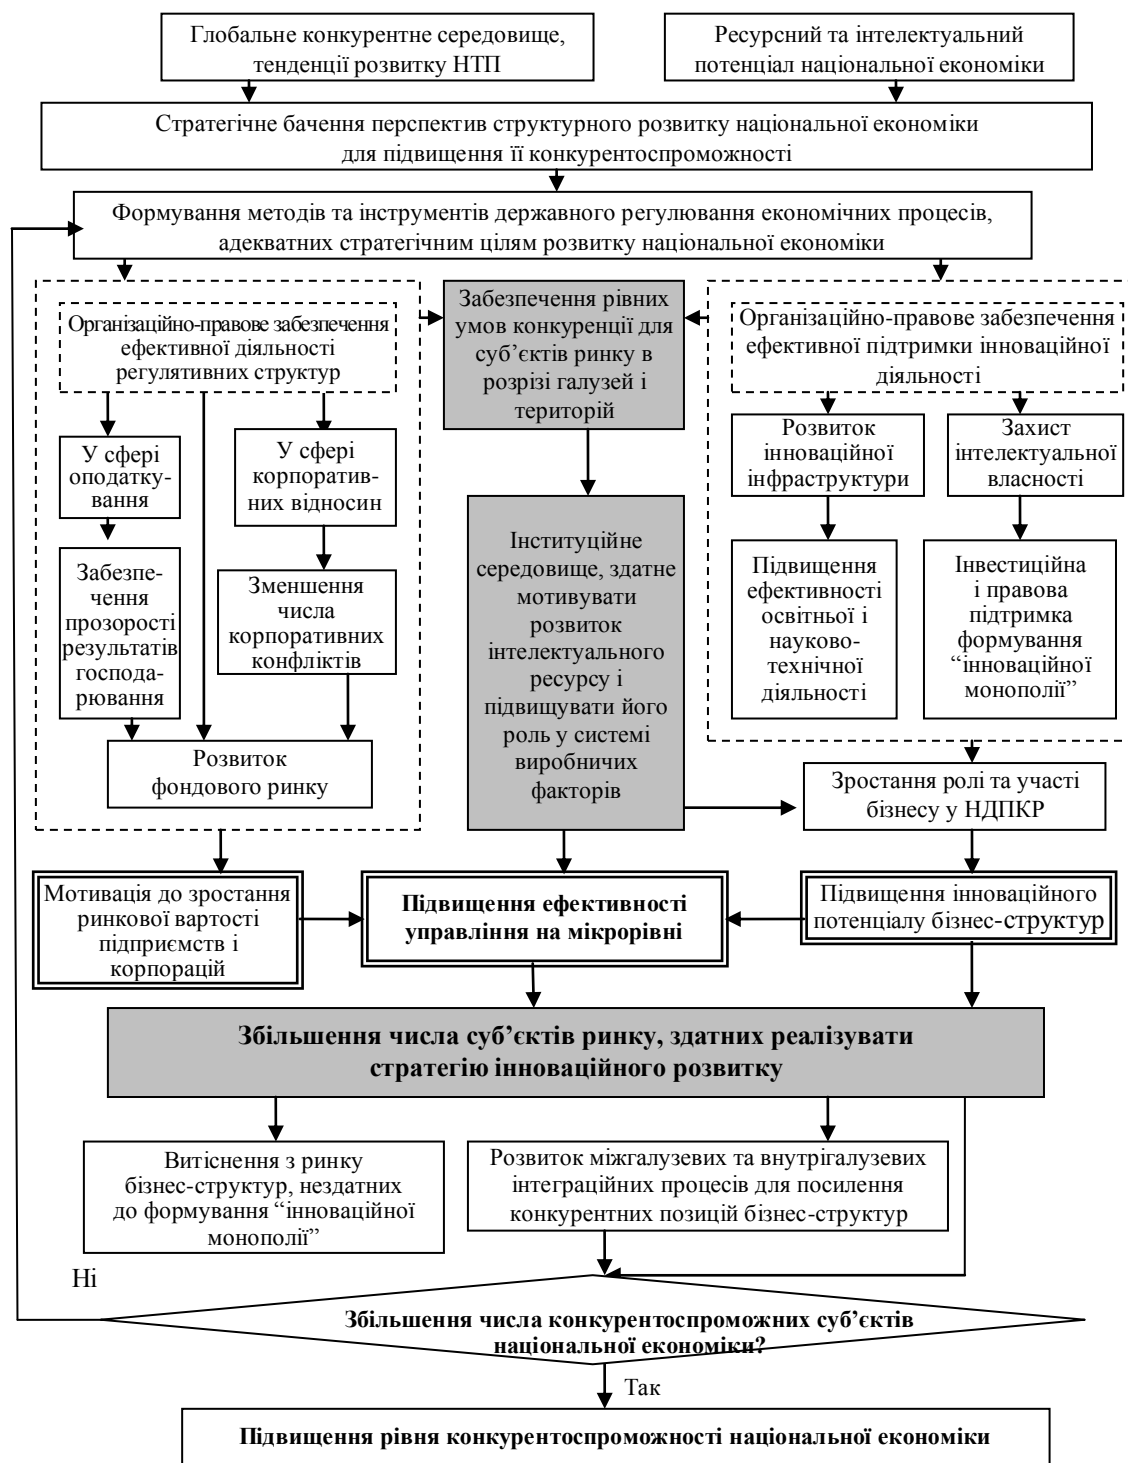 Глобальне конкурентне середовище,
тенденції розвитку НТП
Ресурсний та інтелектуальний
потенціал національної економіки
Стратегічне бачення перспектив структурного розвитку національної економіки
для підвищення її конкурентоспроможності
Формування методів та інструментів державного регулювання економічних процесів,
адекватних стратегічним цілям розвитку національної економіки
Організаційно-правове забезпечення
ефективної діяльності
регулятивних структур
Забезпечення рівних
умов конкуренції для
суб’єктів ринку в
розрізі галузей і
територій
Організаційно-правове забезпечення
ефективної підтримки інноваційної
діяльності
У сфері
оподатку-
вання
У сфері
корпоратив-
них відносин
Розвиток
інноваційної
інфраструктури
Захист
інтелектуальної
власності
Забезпе-
чення
прозорості
результатів
господа-
рювання
Зменшення
числа
корпоративних
конфліктів
Інституційне
середовище, здатне
мотивувати
розвиток
інтелектуального
ресурсу і
підвищувати його
роль у системі
виробничих
факторів
Підвищення
ефективності
освітньої і
науково-
технічної
діяльності
Інвестиційна
і правова
підтримка
формування
“інноваційної
монополії”
Розвиток
фондового ринку
Зростання ролі та участі
бізнесу у НДПКР
Мотивація до зростання
ринкової вартості
підприємств і
корпорацій
Підвищення ефективності
управління на мікрорівні
Підвищення інноваційного
потенціалу бізнес-структур
Збільшення числа суб’єктів ринку, здатних реалізувати
стратегію інноваційного розвитку
Витіснення з ринку
бізнес-структур, нездатних
до формування “інноваційної
монополії”
Розвиток міжгалузевих та внутрігалузевих
інтеграційних процесів для посилення
конкурентних позицій бізнес-структур
Ні
Збільшення числа конкурентоспроможних суб’єктів
національної економіки?
Так
Підвищення рівня конкурентоспроможності національної економіки